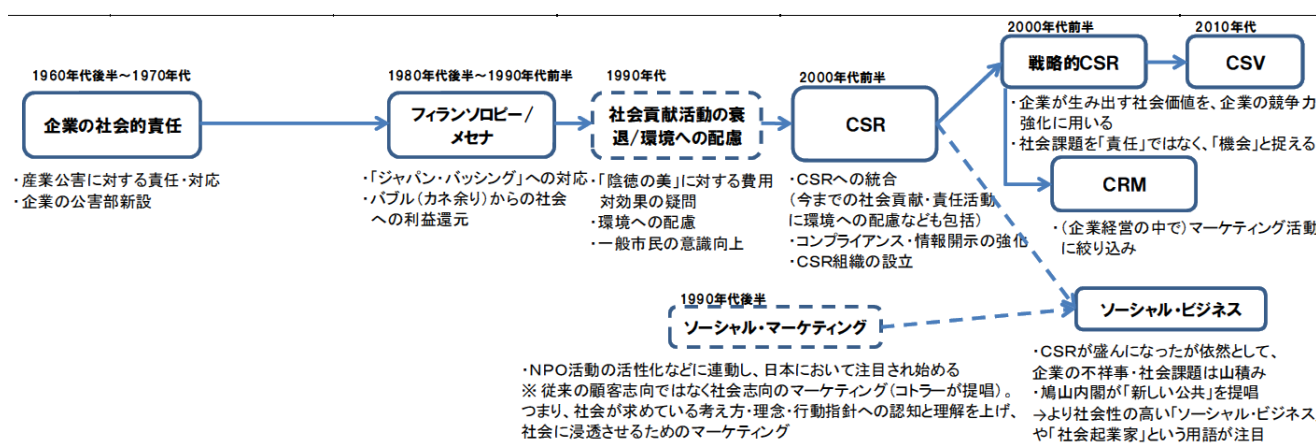 1960年代後半～1970年代
企業の社会的責任
・産業公害に対する責任・対応
・企業の公害部新設
1980年代後半～1990年代前半
フィランソロピー/
メセナ
・「ジャパン・バッシング」への対応
・バブル(カネ余り)からの社会
への利益還元
1990年代
社会貢献活動の衰
退/環境への配慮
・「陰徳の美」に対する費用
対効果の疑問
・環境への配慮
・一般市民の意識向上
2000年代前半
CSR
・CSRへの統合
(今までの社会貢献・責任活動
に環境への配慮なども包括)
・コンプライアンス・情報開示の強化
・CSR組織の設立
2000年代前半
戦略的CSR
2010年代
CSV
・企業が生み出す社会価値を、企業の競争力
強化に用いる
・社会課題を「責任」ではなく、「機会」と捉える
CRM
・(企業経営の中で)マーケティング活動
に絞り込み
1990年代後半
ソーシャル・マーケティング
・NPO活動の活性化などに連動し、日本において注目され始める
※ 従来の顧客志向ではなく社会志向のマーケティング(コトラーが提唱)。
つまり、社会が求めている考え方・理念・行動指針への認知と理解を上げ、
社会に浸透させるためのマーケティング
ソーシャル・ビジネス
・CSRが盛んになったが依然として、
企業の不祥事・社会課題は山積み
・鳩山内閣が「新しい公共」を提唱
→より社会性の高い「ソーシャル・ビジネス
や「社会起業家」という用語が注目